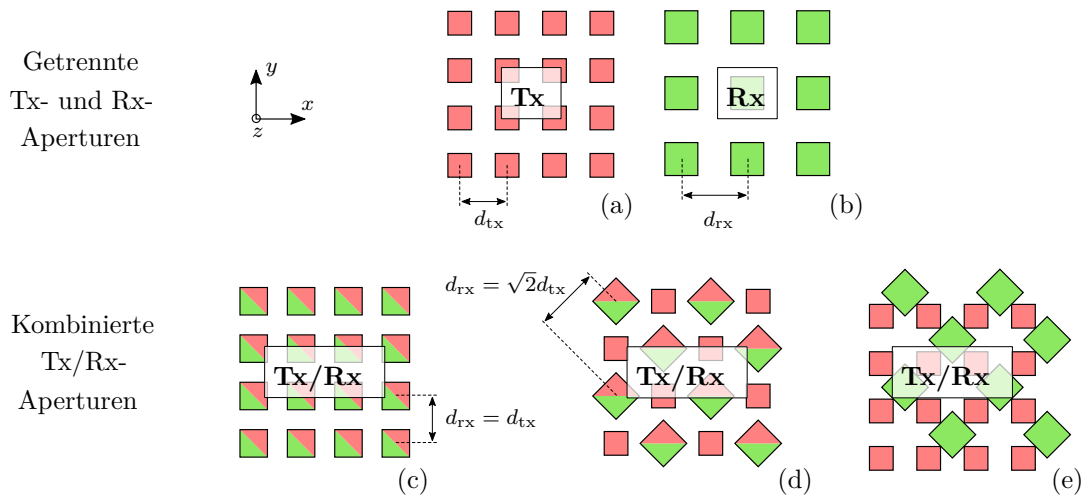 Getrennte
Tx- und Rx-
Aperturen
y
x
z
Tx
Rx
d_tx
(a)
d_rx
(b)
Kombinierte
Tx/Rx-
Aperturen
Tx/Rx
d_rx = d_tx
(c)
d_rx = √2d_tx
Tx/Rx
(d)
Tx/Rx
(e)